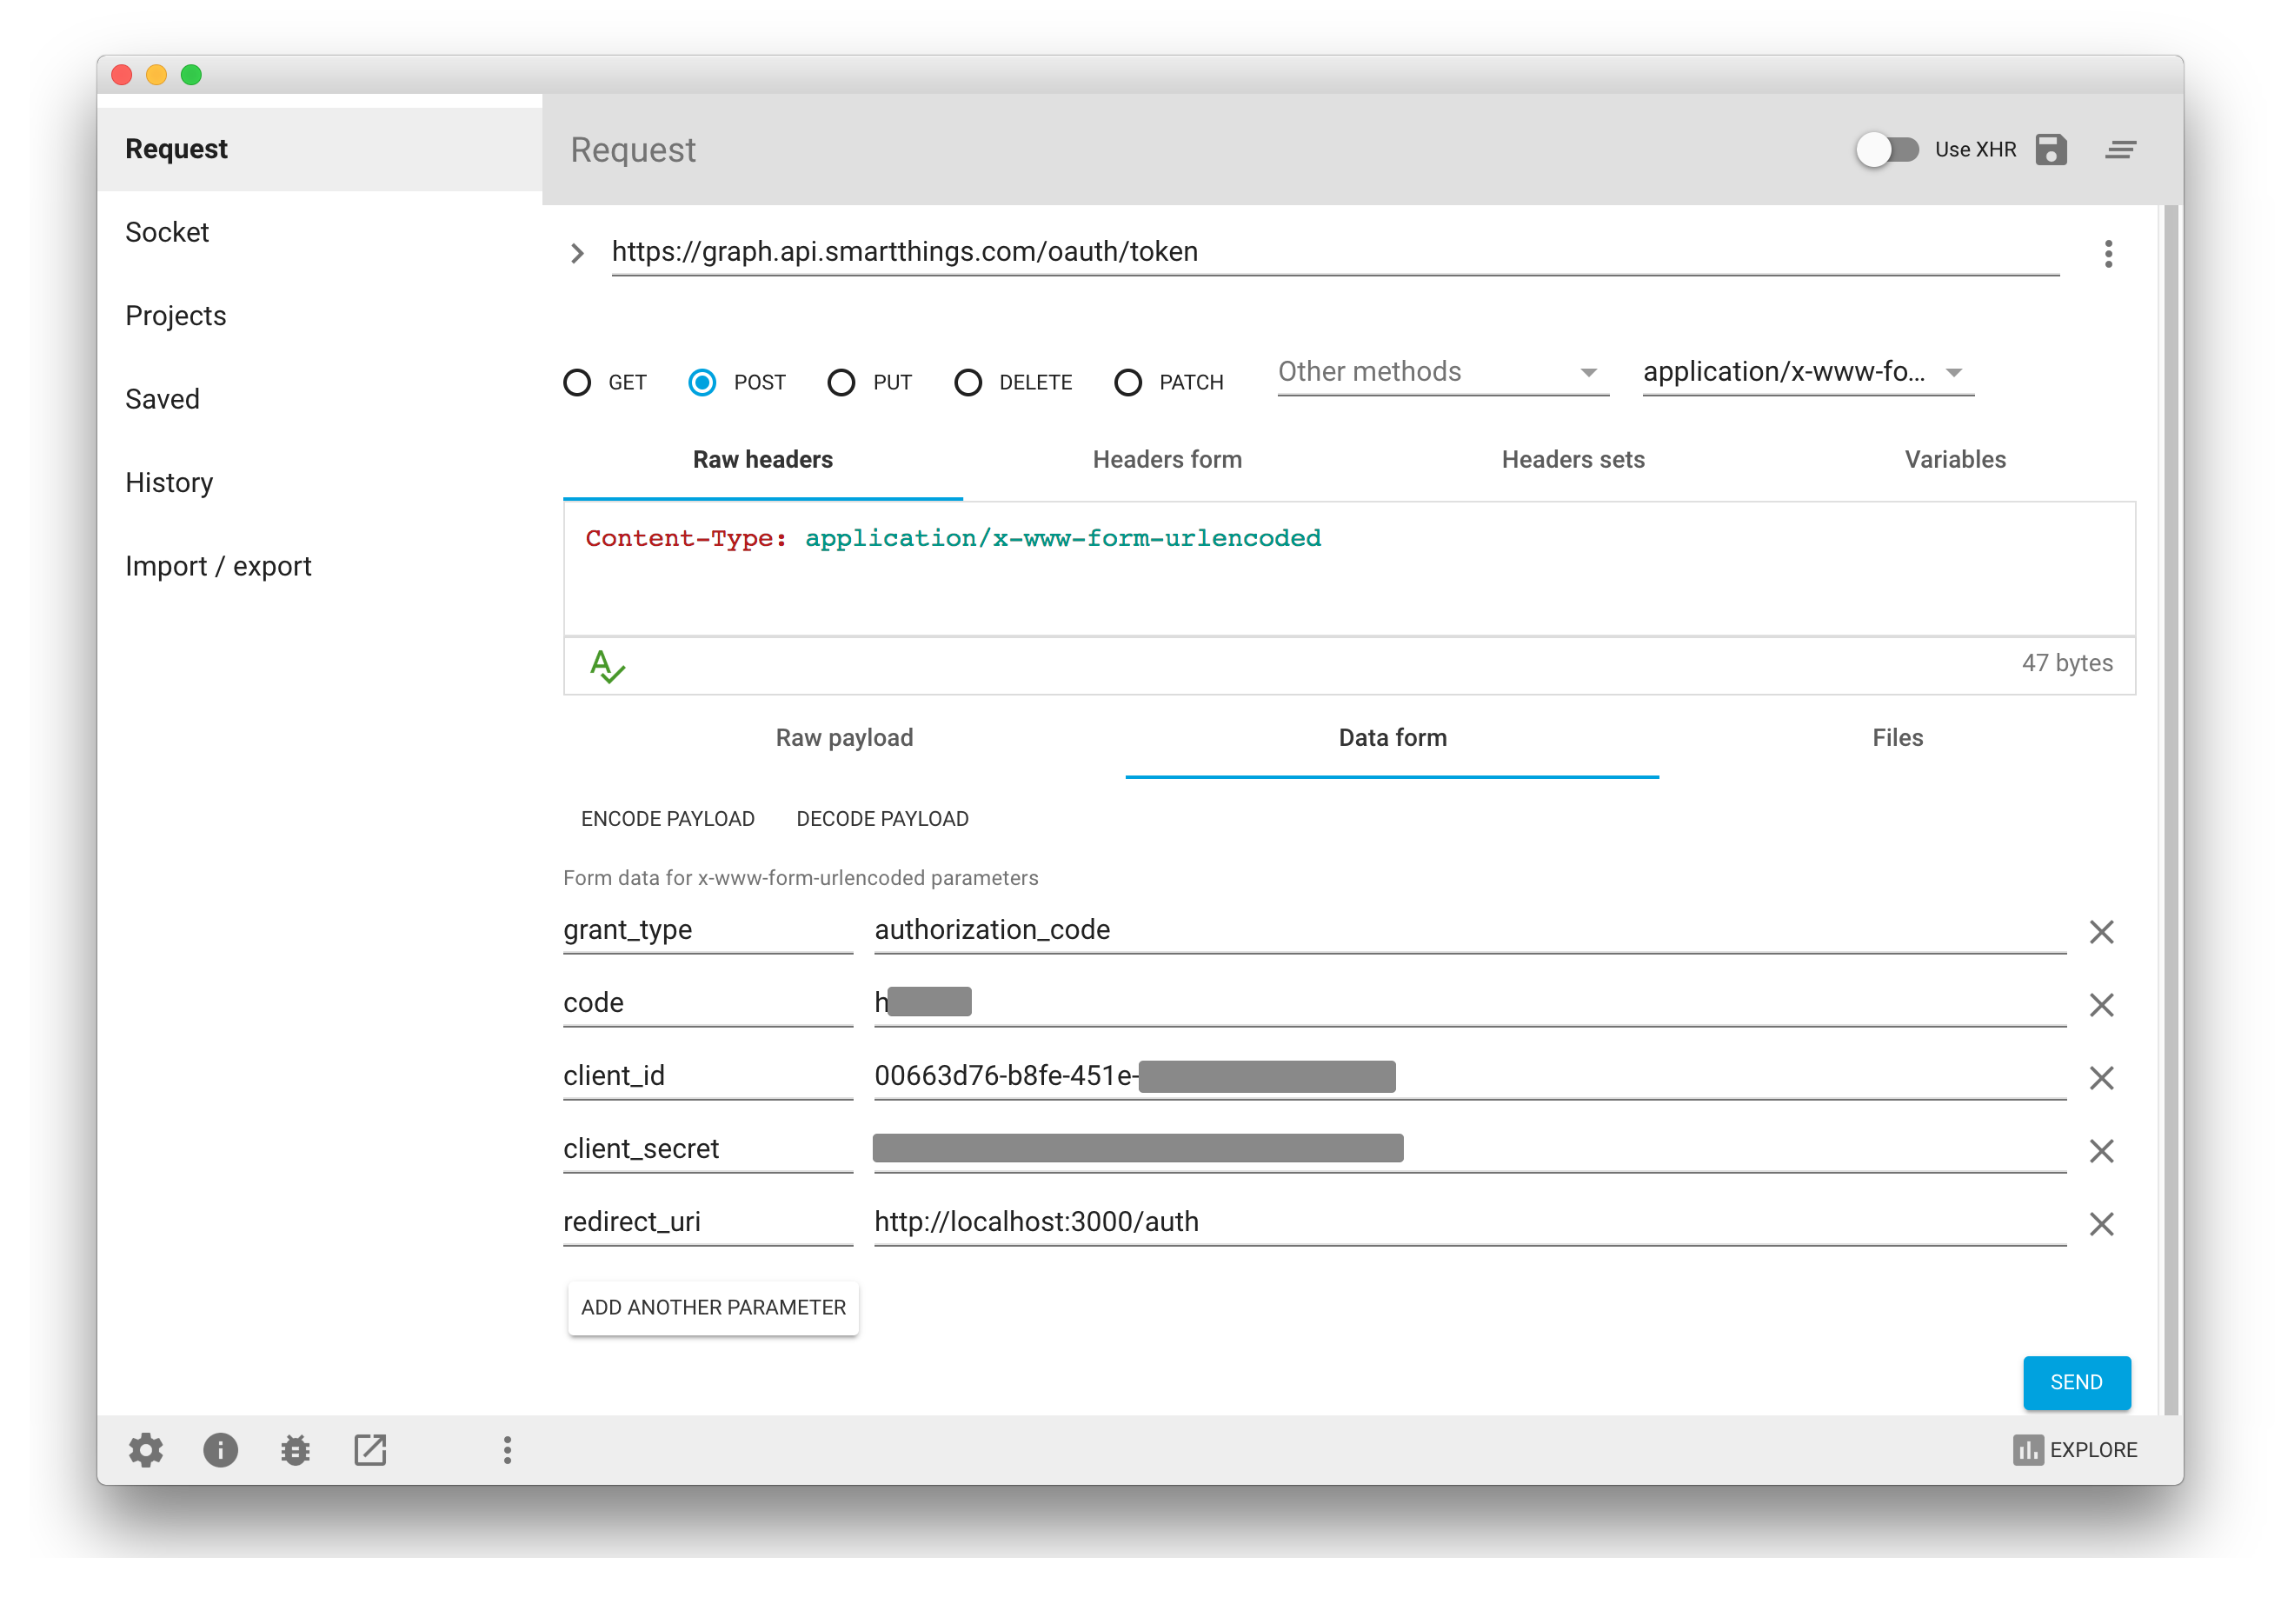 Request
Socket
Projects
Saved
History
Import / export
Request
Use XHR
https://graph.api.smartthings.com/oauth/token
GET POST PUT DELETE PATCH Other methods application/x-www-fo...
Raw headers Headers form Headers sets Variables
Content-Type: application/x-www-form-urlencoded
47 bytes
Raw payload Data form Files
ENCODE PAYLOAD DECODE PAYLOAD
Form data for x-www-form-urlencoded parameters
grant_type authorization_code
code h
client_id 00663d76-b8fe-451e-
client_secret
redirect_uri http://localhost:3000/auth
ADD ANOTHER PARAMETER
SEND
EXPLORE